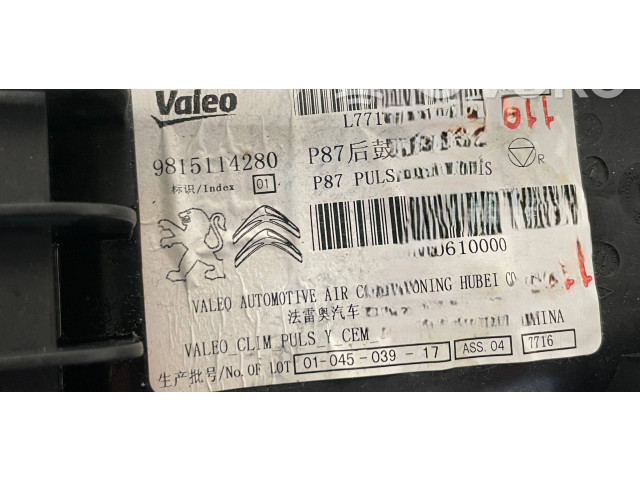 Valeo
L771
119
9815114280
P87后鼓
R
标识/Index 01
P87 PULS
610000
VALEO AUTOMOTIVE AIR HUBEI
法雷奥汽车
VALEO_CLIM_PULS_Y_CEM_
生产批号/No. OF LOT 01-045-039-17 ASS. 04 7716